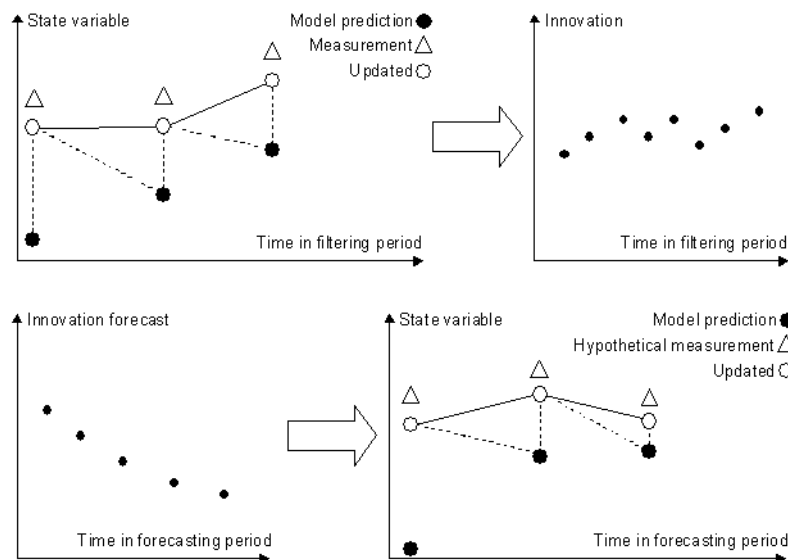 State variable
Model prediction
Measurement
Updated
Time in filtering period
Innovation
Time in filtering period
Innovation forecast
Time in forecasting period
State variable
Model prediction
Hypothetical measurement
Updated
Time in forecasting period